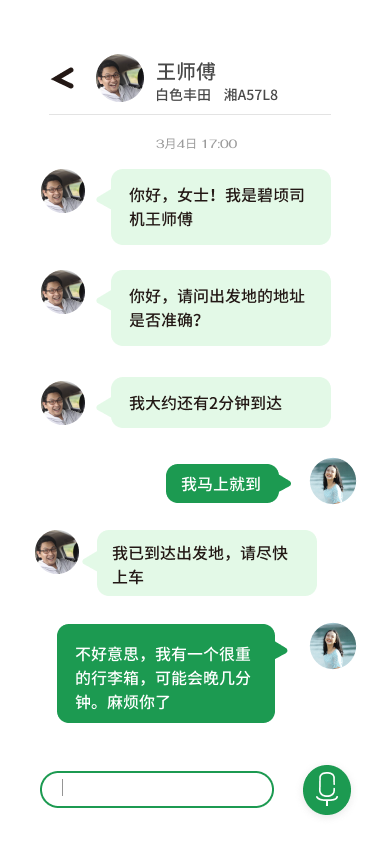 王师傅
白色丰田 湘A57L8
3月4日 17:00
你好，女士！我是碧顷司
机王师傅
你好，请问出发地的地址
是否准确？
我大约还有2分钟到达
我马上就到
我已到达出发地，请尽快
上车
不好意思，我有一个很重
的行李箱，可能会晚几分
钟。麻烦你了